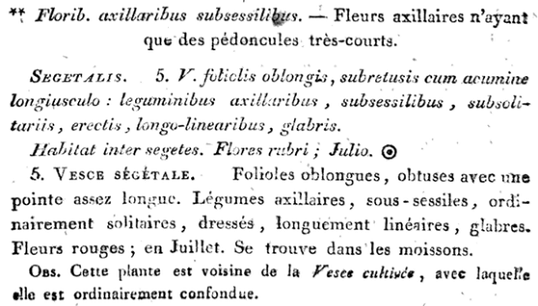 ** Florib. axillaribus subsessilibus. — Fleurs axillaires n'ayant
que des pédoncules très-courts.
SEGETALIS. 5. V. foliolis oblongis, subretusis cum acumine
longiusculo : leguminibus axillaribus, subsessilibus, subsoli-
tariis, erectis, longo-linearibus, glabris.
Habitat inter segetes. Flores rubri ; Julio. ⊙
5. VESCE SÉGÉTALE. Folioles oblongues, obtuses avec une
pointe assez longue. Légumes axillaires, sous-sessiles, ordi-
nairement solitaires, dressés, longuement linéaires, glabres.
Fleurs rouges ; en Juillet. Se trouve dans les moissons.
OBS. Cette plante est voisine de la Vesce cultivée, avec laquelle
elle est ordinairement confondue.